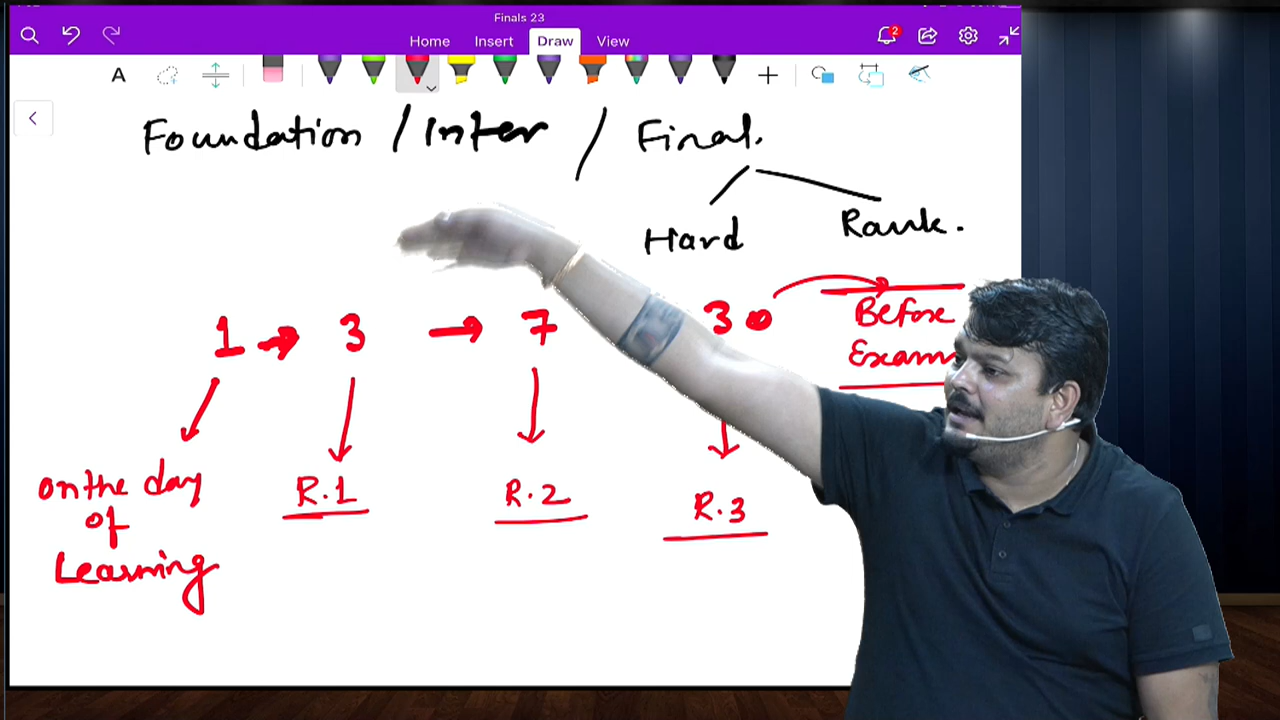 Finals 23
Home Insert Draw View
2
A
Foundation / Inter / Final.
Hard Rank.
1 → 3 → 7 30 Before
Exam
on the day
of
Learning
R.1 R.2 R.3